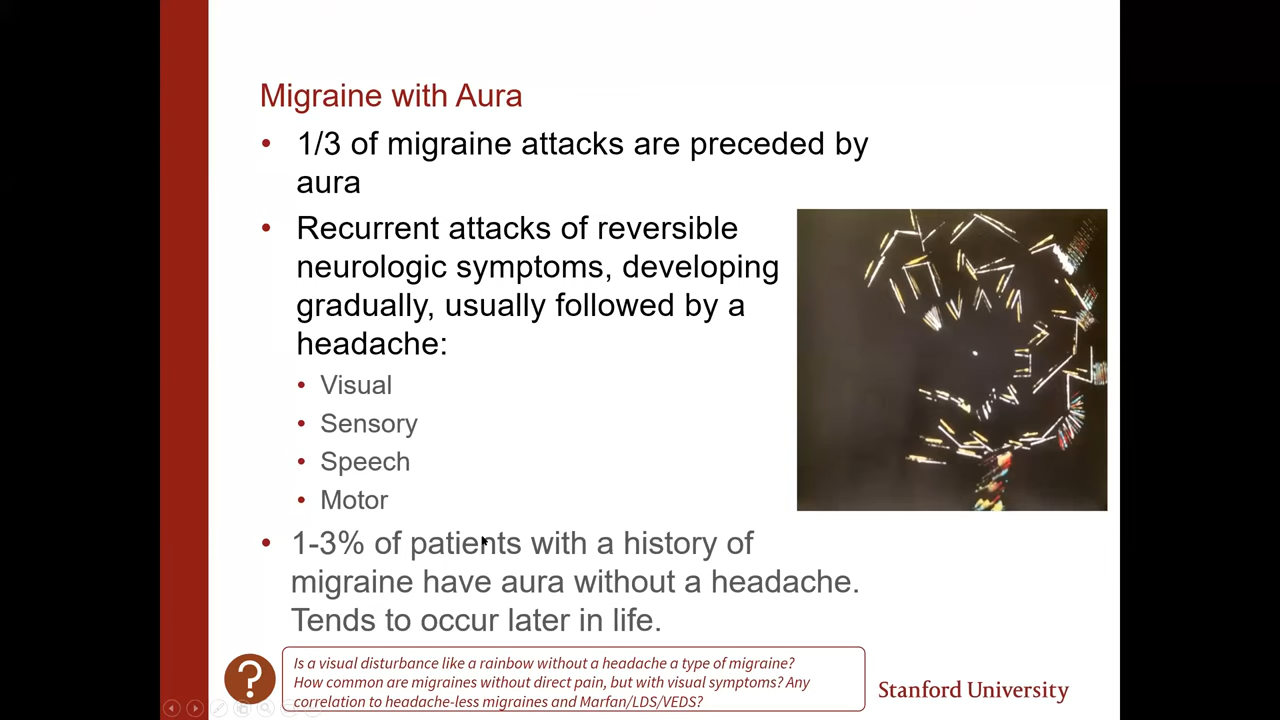 Migraine with Aura
• 1/3 of migraine attacks are preceded by
aura
• Recurrent attacks of reversible
neurologic symptoms, developing
gradually, usually followed by a
headache:
• Visual
• Sensory
• Speech
• Motor
• 1-3% of patients with a history of
migraine have aura without a headache.
Tends to occur later in life.
?
Is a visual disturbance like a rainbow without a headache a type of migraine?
How common are migraines without direct pain, but with visual symptoms? Any
correlation to headache-less migraines and Marfan/LDS/VEDS?
Stanford University